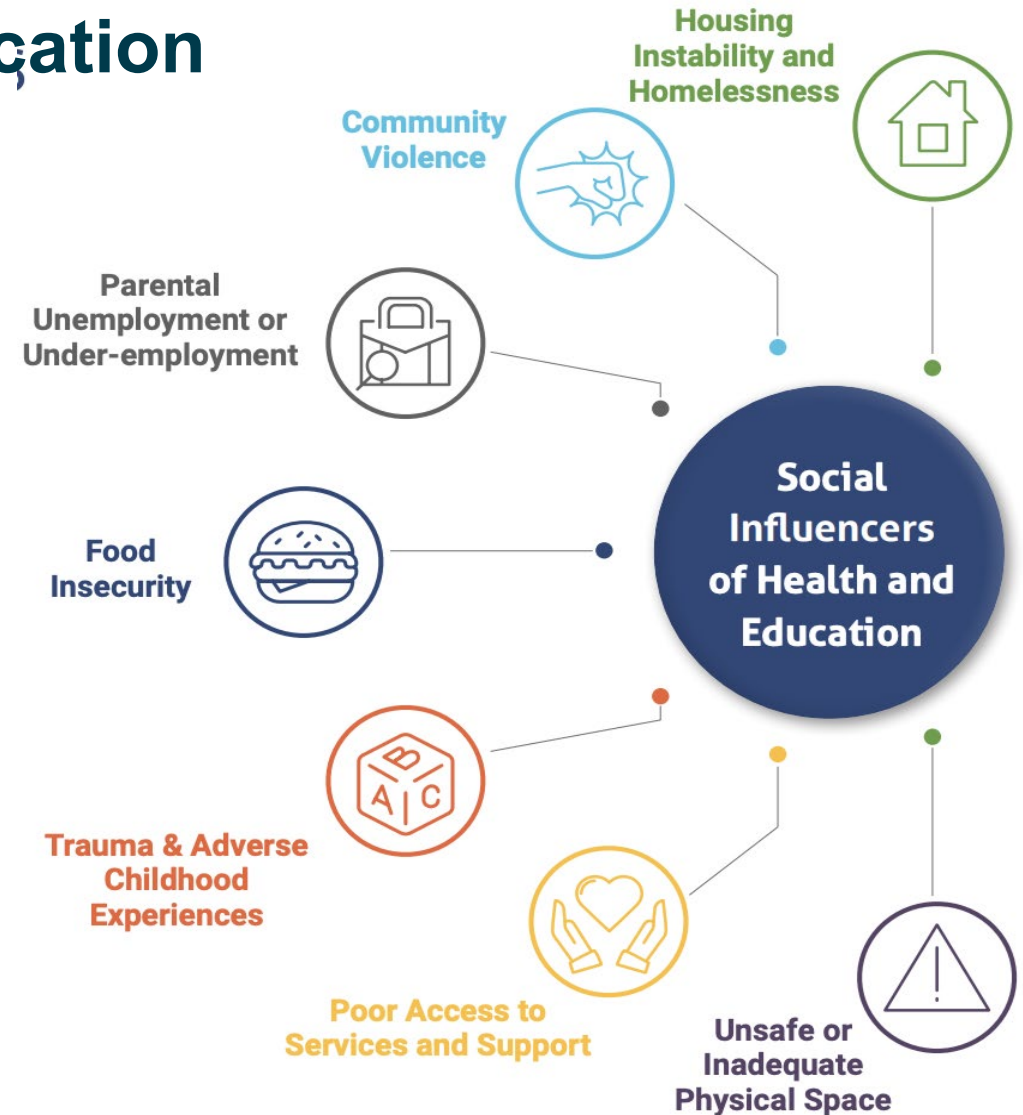 cation
Housing
Instability and
Homelessness
Community
Violence
Parental
Unemployment or
Under-employment
Food
Insecurity
Social
Influencers
of Health and
Education
B
A
C
Trauma & Adverse
Childhood
Experiences
Poor Access to
Services and Support
Unsafe or
Inadequate
Physical Space